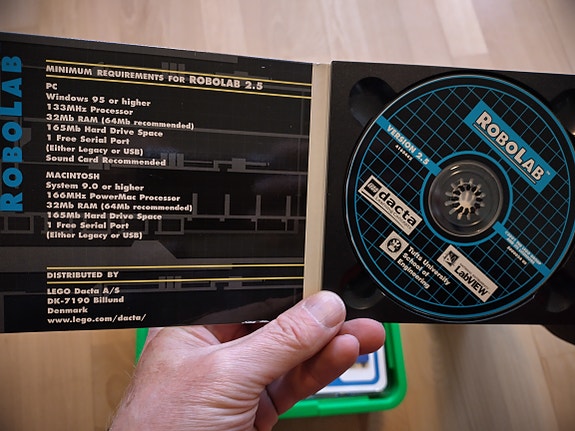 ROBOLAB
MINIMUM REQUIREMENTS FOR ROBOLAB 2.5
PC
Windows 95 or higher
133MHz Processor
32Mb RAM (64Mb recommended)
165Mb Hard Drive Space
1 Free Serial Port
(Either Legacy or USB)
Sound Card Recommended
MACINTOSH
System 9.0 or higher
166MHz PowerMac Processor
32Mb RAM (64Mb recommended)
165Mb Hard Drive Space
1 Free Serial Port
(Either Legacy or USB)
DISTRIBUTED BY
LEGO Dacta A/S
DK-7190 Billund
Denmark
www.lego.com/dacta/
ROBOLAB™
VERSION 2.5
dacta
Tufts University
School of
Engineering
LabVIEW